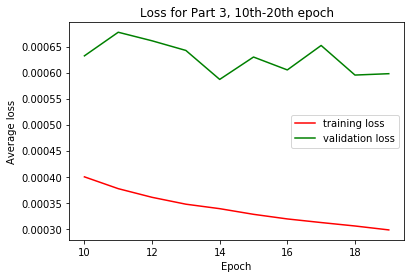 Loss for Part 3, 10th-20th epoch
0.00065
0.00060
0.00055
0.00050
0.00045
0.00040
0.00035
0.00030
Average loss
training loss
validation loss
10 12 14 16 18
Epoch